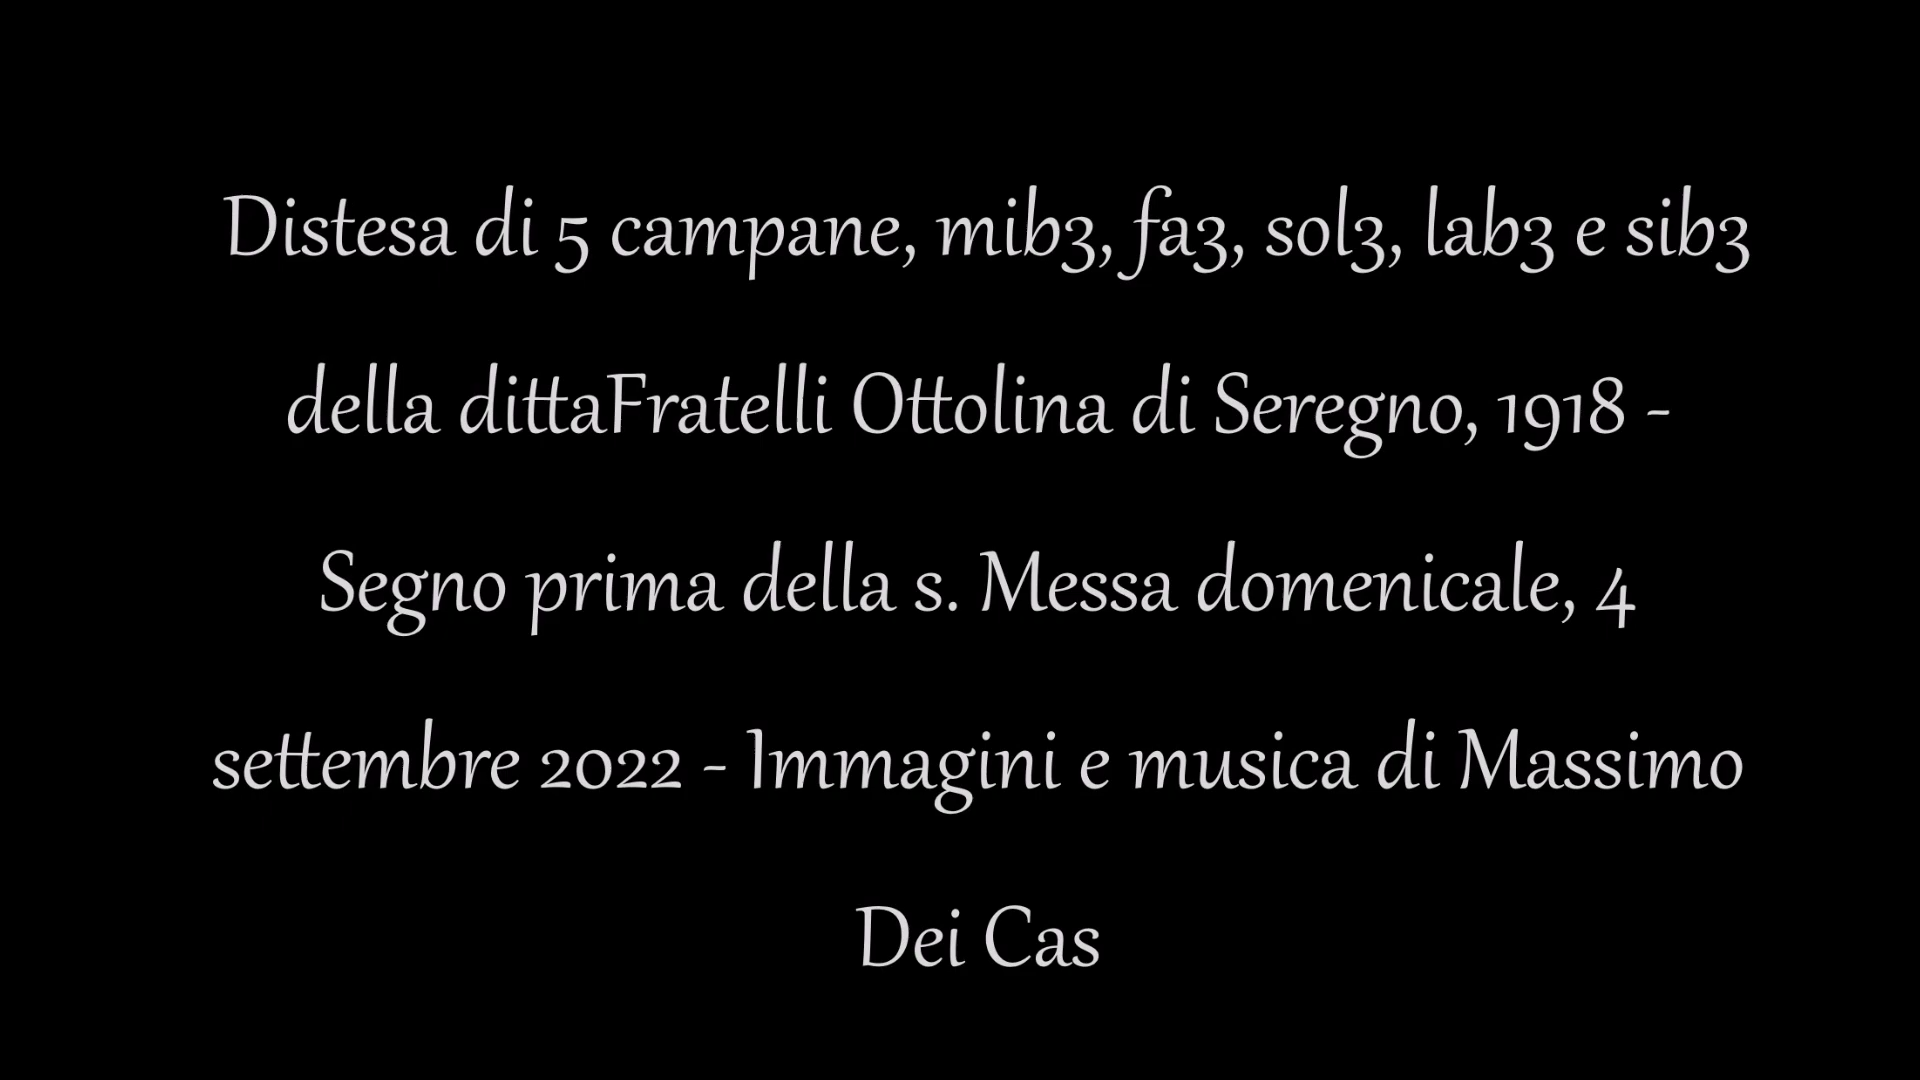 Distesa di 5 campane, mib3, fa3, sol3, lab3 e sib3
della dittaFratelli Ottolina di Seregno, 1918 -
Segno prima della s. Messa domenicale, 4
settembre 2022 - Immagini e musica di Massimo
Dei Cas